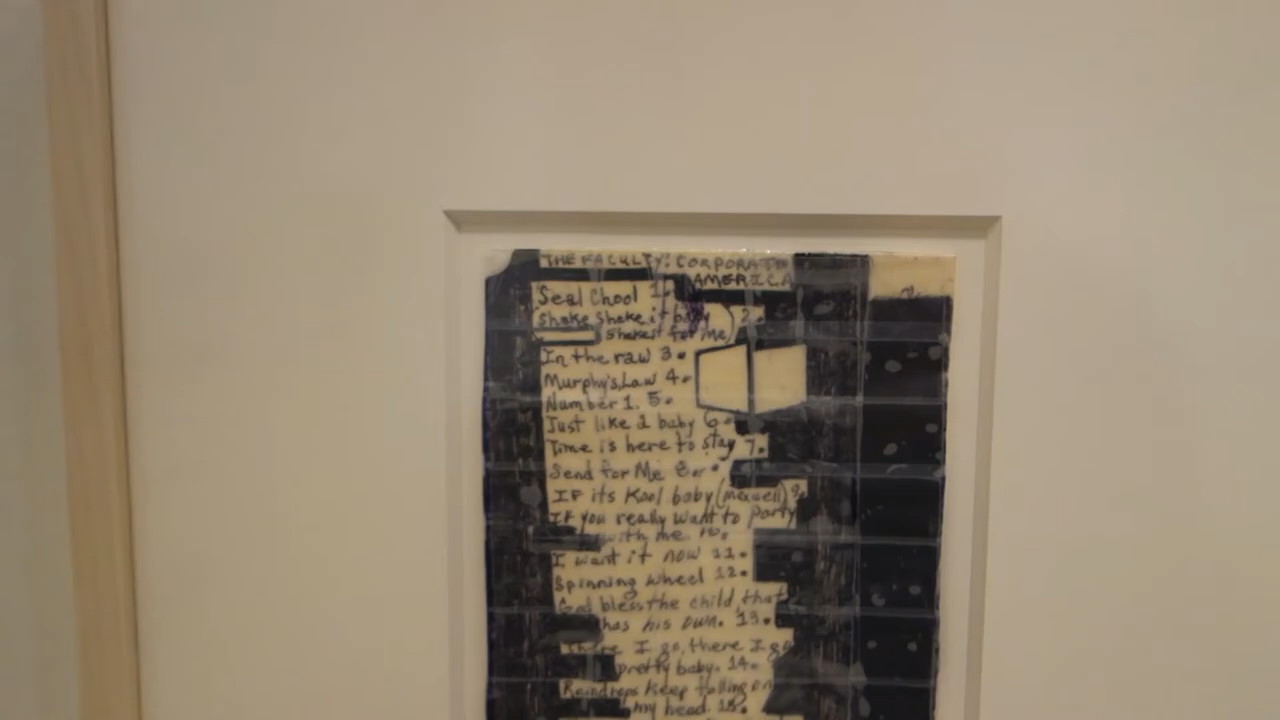 THE FACULTY: CORPORATE
AMERICA
Seal Chool 1.
(Shake Shake it baby) 2.
Shake it for me)
In the raw 3.
Murphy's Law 4.
Number 1. 5.
Just like a baby 6.
Time is here to stay 7.
Send for Me 8.
IF its Kool baby (maxwell) 9.
If you really want to Party
with me. 10.
I want it now 11.
Spinning wheel 12.
God bless the child, that
has his own. 13.
There I go, there I go
pretty baby. 14.
Raindrops Keep falling on
my head. 15.